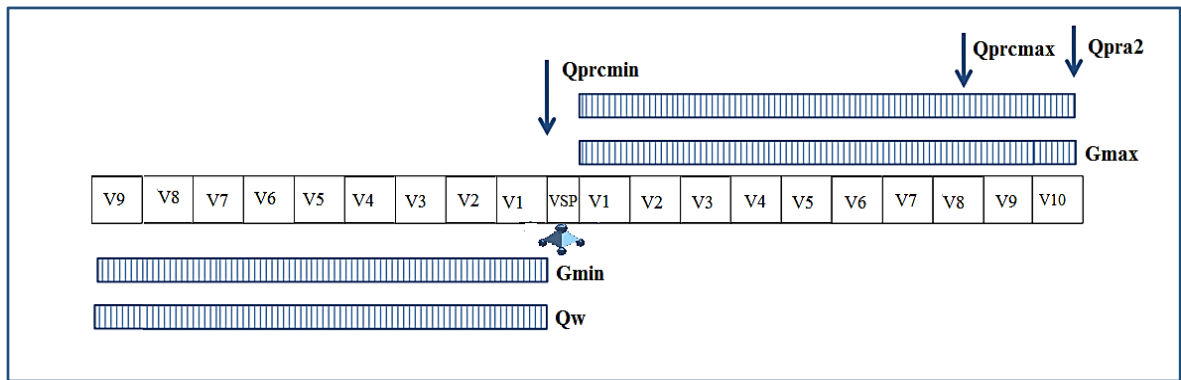 Qprcmin
Qprcmax
Qpra2
Gmax
V9 V8 V7 V6 V5 V4 V3 V2 V1 VSP V1 V2 V3 V4 V5 V6 V7 V8 V9 V10
Gmin
Qw